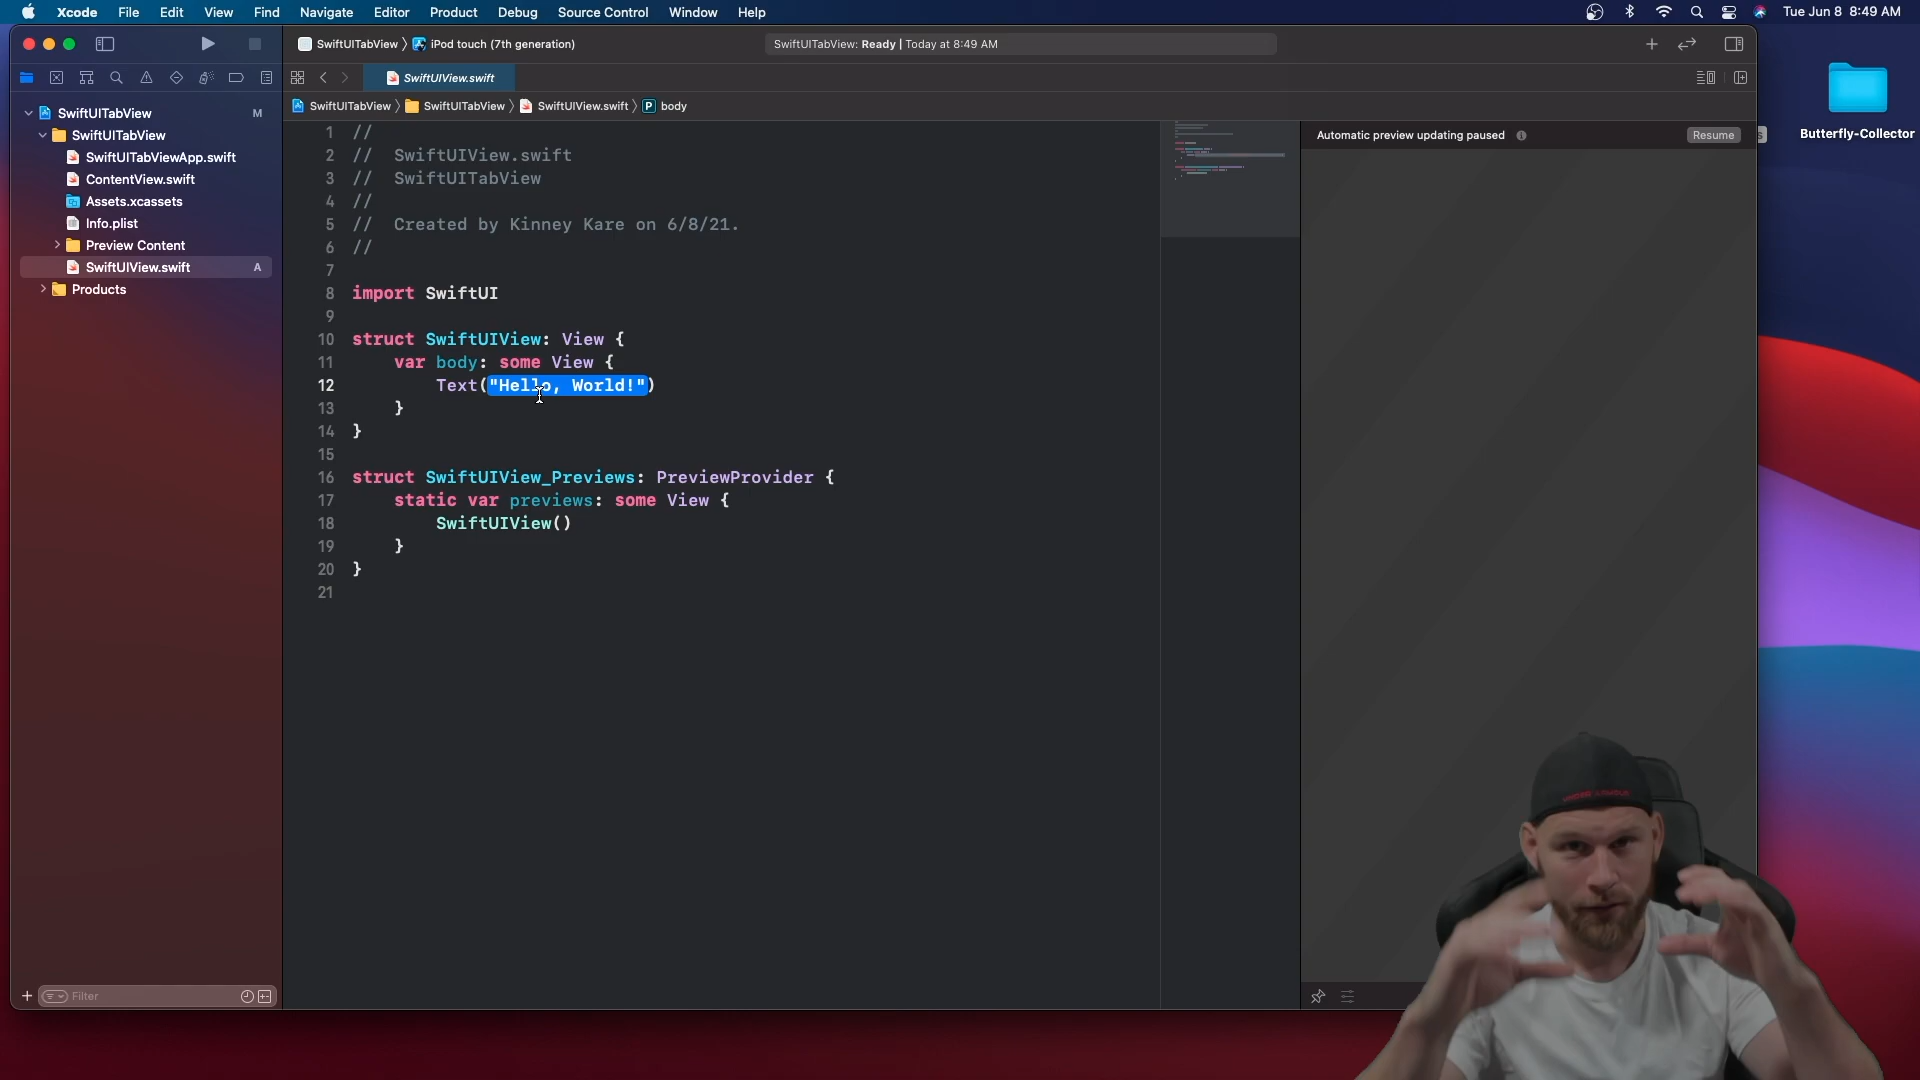 Xcode File Edit View Find Navigate Editor Product Debug Source Control Window Help
Tue Jun 8 8:49 AM
SwiftUITabView
iPod touch (7th generation)
SwiftUITabView: Ready | Today at 8:49 AM
SwiftUIView.swift
SwiftUITabView
SwiftUITabView
SwiftUIView.swift
P body
SwiftUITabView M
SwiftUITabView
SwiftUITabViewApp.swift
ContentView.swift
Assets.xcassets
Info.plist
Preview Content
SwiftUIView.swift A
Products
Filter
1 //
2 // SwiftUIView.swift
3 // SwiftUITabView
4 //
5 // Created by Kinney Kare on 6/8/21.
6 //
7
8 import SwiftUI
9
10 struct SwiftUIView: View {
11 var body: some View {
12 Text("Hello, World!")
13 }
14 }
15
16 struct SwiftUIView_Previews: PreviewProvider {
17 static var previews: some View {
18 SwiftUIView()
19 }
20 }
21
Automatic preview updating paused
Resume
Butterfly-Collector